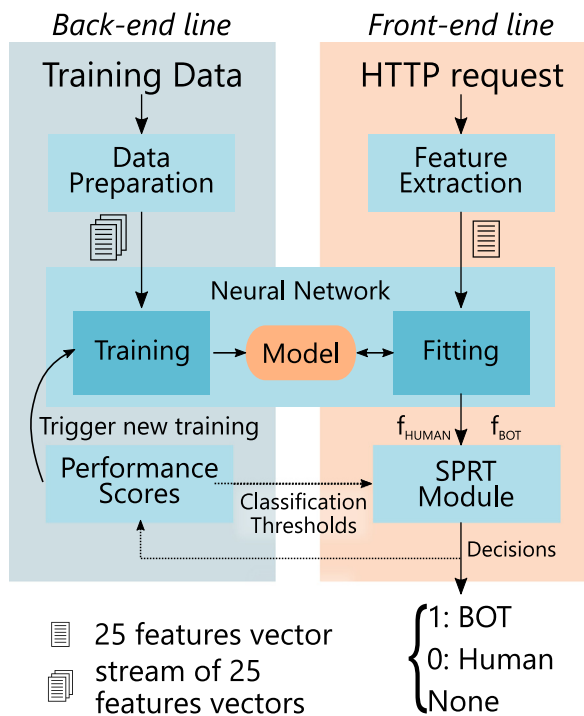 Back-end line
Front-end line
Training Data
HTTP request
Data
Preparation
Feature
Extraction
Neural Network
Training
Model
Fitting
Trigger new training
f_HUMAN
f_BOT
Performance
Scores
Classification
Thresholds
SPRT
Module
Decisions
1: BOT
0: Human
None
25 features vector
stream of 25
features vectors